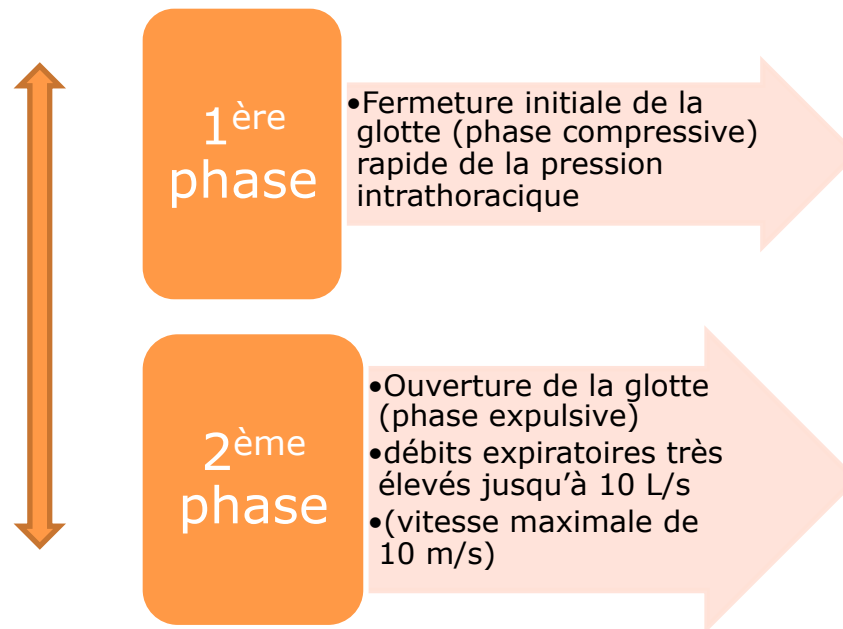 1ère
phase
•Fermeture initiale de la
glotte (phase compressive)
rapide de la pression
intrathoracique
2ème
phase
•Ouverture de la glotte
(phase expulsive)
•débits expiratoires très
élevés jusqu’à 10 L/s
•(vitesse maximale de
10 m/s)